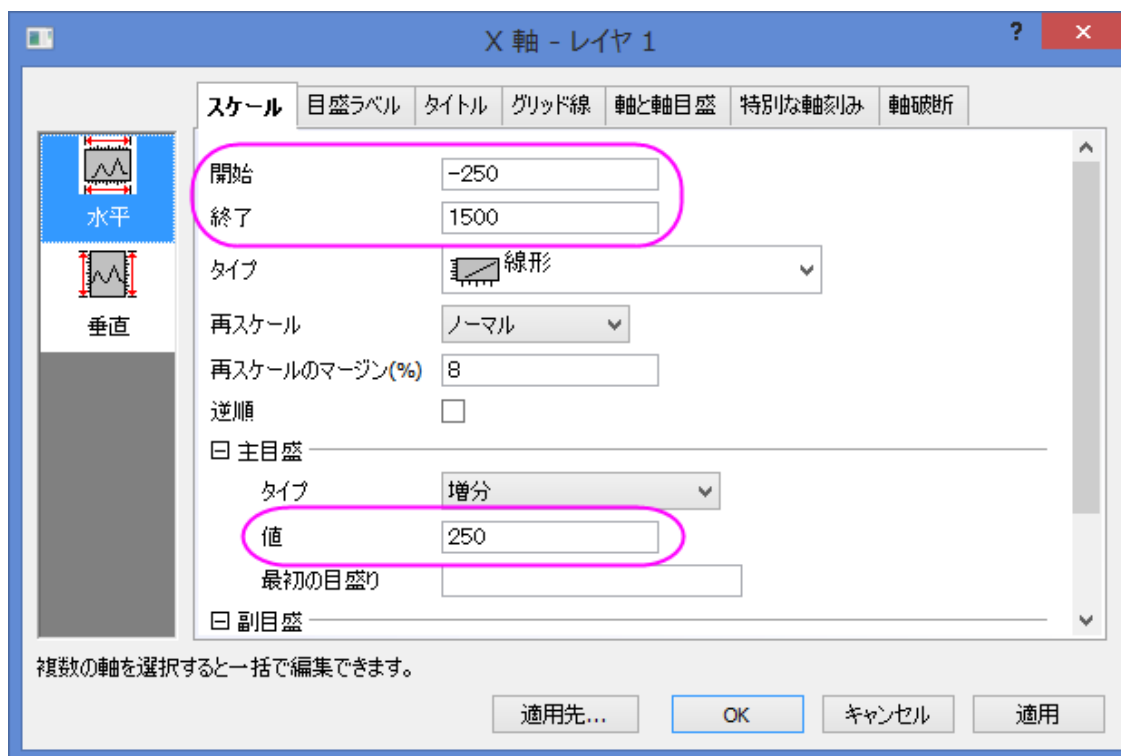 X 軸 - レイヤ 1
?
スケール 目盛ラベル タイトル グリッド線 軸と軸目盛 特別な軸刻み 軸破断
水平
垂直
開始 -250
終了 1500
タイプ 線形
再スケール ノーマル
再スケールのマージン(%) 8
逆順
主目盛
タイプ 増分
値 250
最初の目盛り
副目盛
複数の軸を選択すると一括で編集できます。
適用先... OK キャンセル 適用